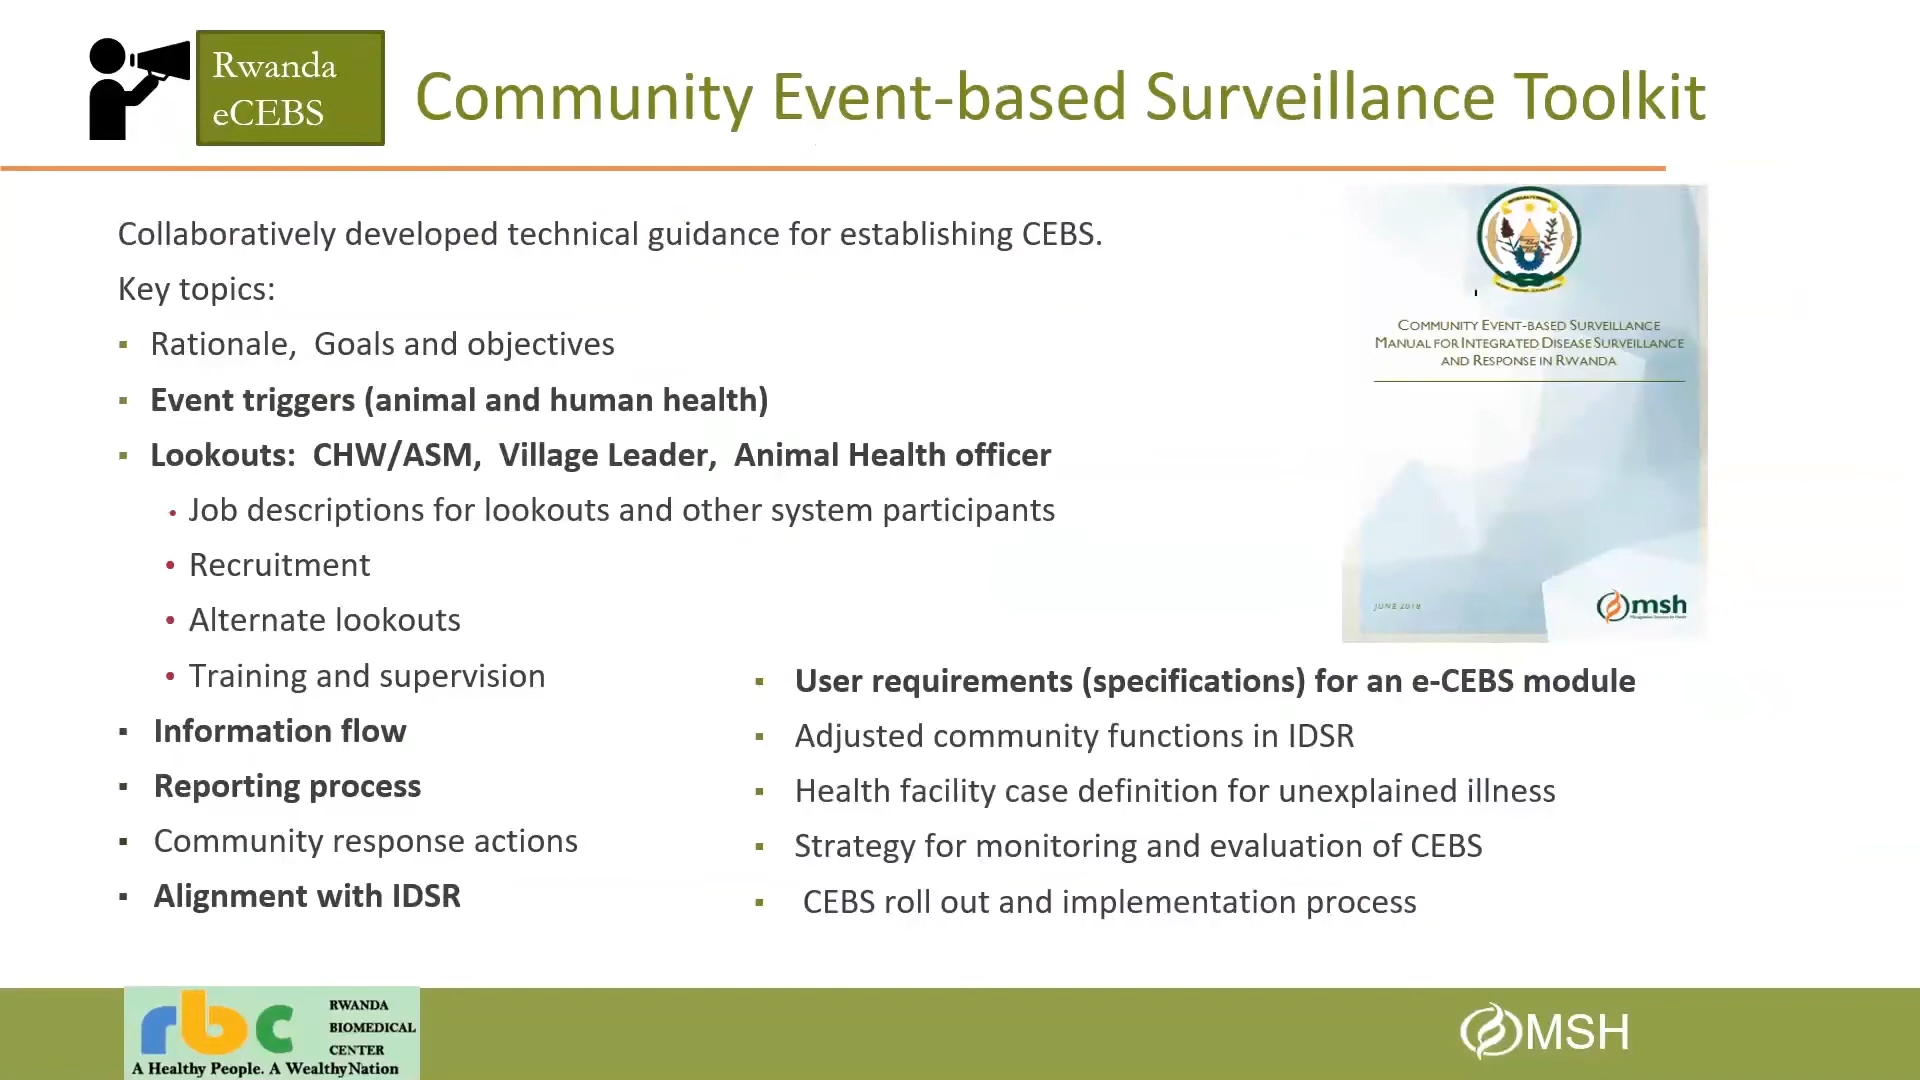 Rwanda
eCEBS
Community Event-based Surveillance Toolkit
Collaboratively developed technical guidance for establishing CEBS.
Key topics:
▪ Rationale, Goals and objectives
▪ Event triggers (animal and human health)
▪ Lookouts: CHW/ASM, Village Leader, Animal Health officer
• Job descriptions for lookouts and other system participants
• Recruitment
• Alternate lookouts
• Training and supervision
▪ Information flow
▪ Reporting process
▪ Community response actions
▪ Alignment with IDSR
▪ User requirements (specifications) for an e-CEBS module
▪ Adjusted community functions in IDSR
▪ Health facility case definition for unexplained illness
▪ Strategy for monitoring and evaluation of CEBS
▪ CEBS roll out and implementation process
COMMUNITY EVENT-BASED SURVEILLANCE
MANUAL FOR INTEGRATED DISEASE SURVEILLANCE
AND RESPONSE IN RWANDA
JUNE 2018
msh
rbc
RWANDA
BIOMEDICAL
CENTER
A Healthy People. A Wealthy Nation
MSH